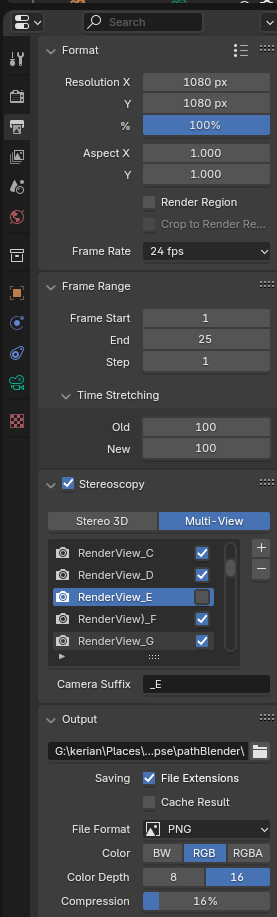 Search
Format
Resolution X 1080 px
Y 1080 px
% 100%
Aspect X 1.000
Y 1.000
Render Region
Crop to Render Re...
Frame Rate 24 fps
Frame Range
Frame Start 1
End 25
Step 1
Time Stretching
Old 100
New 100
Stereoscopy
Stereo 3D Multi-View
RenderView_C
RenderView_D
RenderView_E
RenderView)_F
RenderView_G
Camera Suffix _E
Output
G:\kerian\Places\...pse\pathBlender\
Saving File Extensions
Cache Result
File Format PNG
Color BW RGB RGBA
Color Depth 8 16
Compression 16%